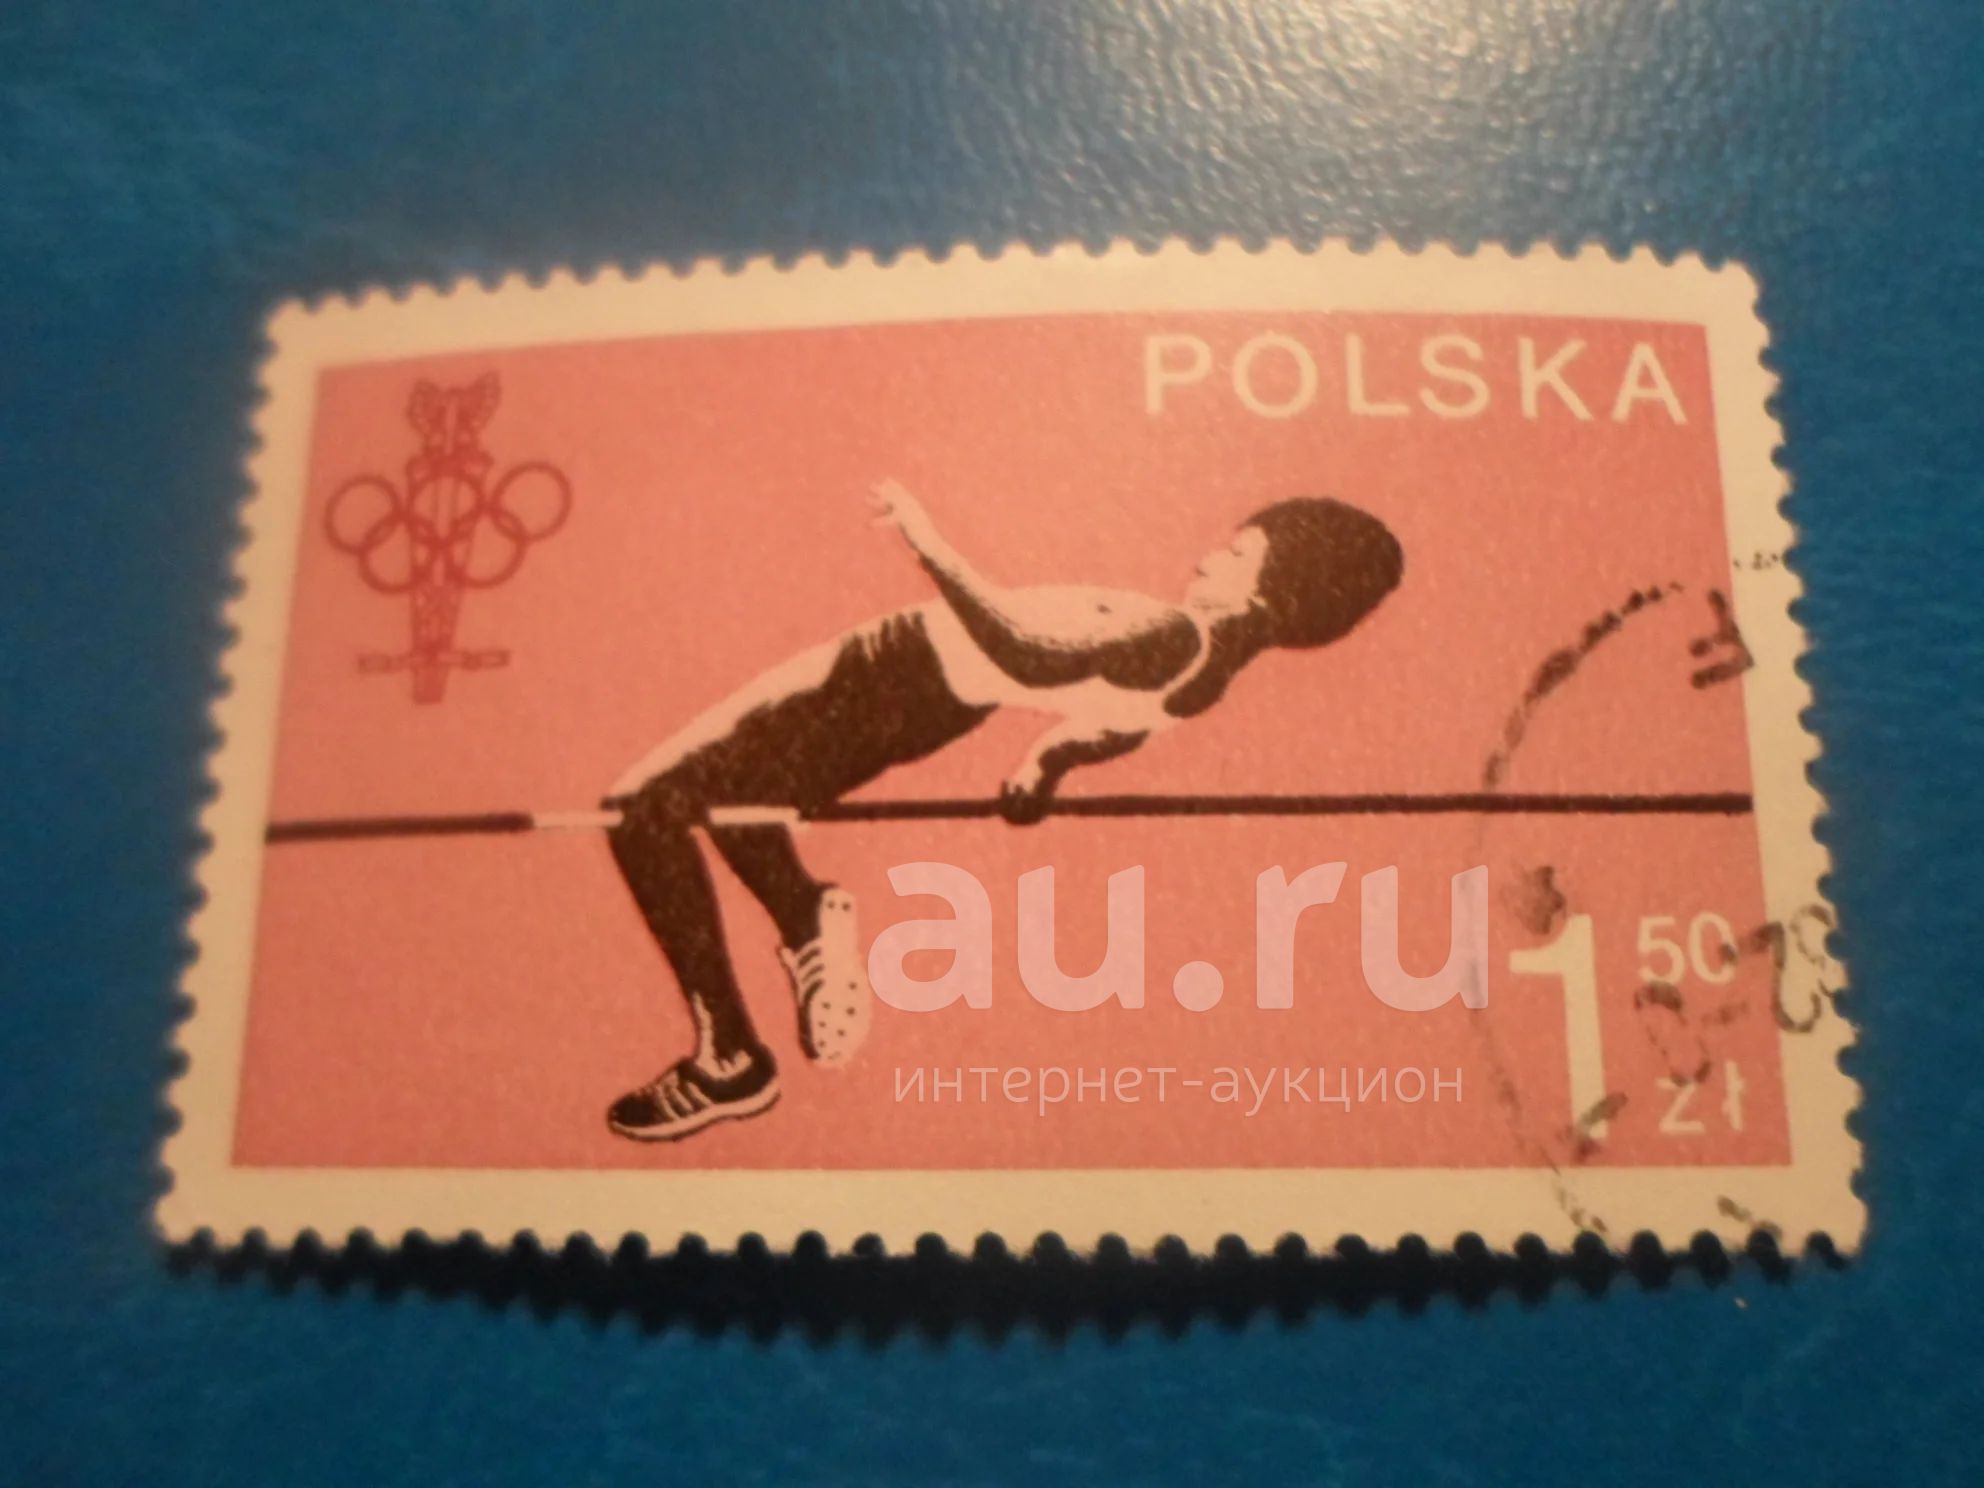 POLSKA
au.ru
интернет-аукцион
1 50
zł